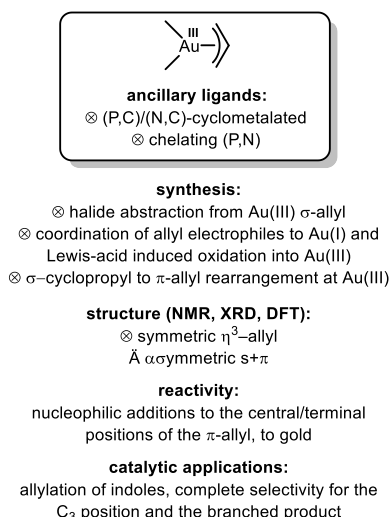 III
Au
ancillary ligands:
⊗ (P,C)/(N,C)-cyclometalated
⊗ chelating (P,N)
synthesis:
⊗ halide abstraction from Au(III) σ-allyl
⊗ coordination of allyl electrophiles to Au(I) and
Lewis-acid induced oxidation into Au(III)
⊗ σ–cyclopropyl to π-allyl rearrangement at Au(III)
structure (NMR, XRD, DFT):
⊗ symmetric η³–allyl
Ä ασymmetric s+π
reactivity:
nucleophilic additions to the central/terminal
positions of the π-allyl, to gold
catalytic applications:
allylation of indoles, complete selectivity for the
C₃ position and the branched product